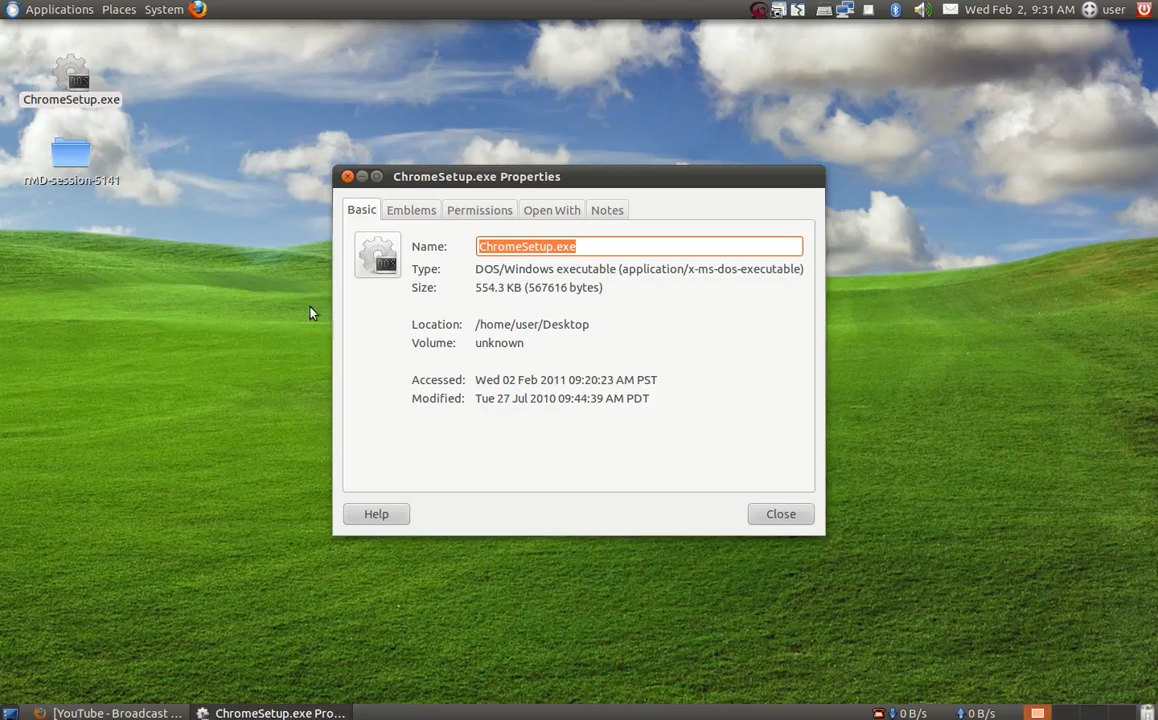 Applications Places System Wed Feb 2, 9:31 AM user
ChromeSetup.exe
rMD-session-5141
ChromeSetup.exe Properties
Basic Emblems Permissions Open With Notes
Name: ChromeSetup.exe
Type: DOS/Windows executable (application/x-ms-dos-executable)
Size: 554.3 KB (567616 bytes)
Location: /home/user/Desktop
Volume: unknown
Accessed: Wed 02 Feb 2011 09:20:23 AM PST
Modified: Tue 27 Jul 2010 09:44:39 AM PDT
Help Close
[YouTube - Broadcast ... ChromeSetup.exe Pro... 0 B/s 0 B/s